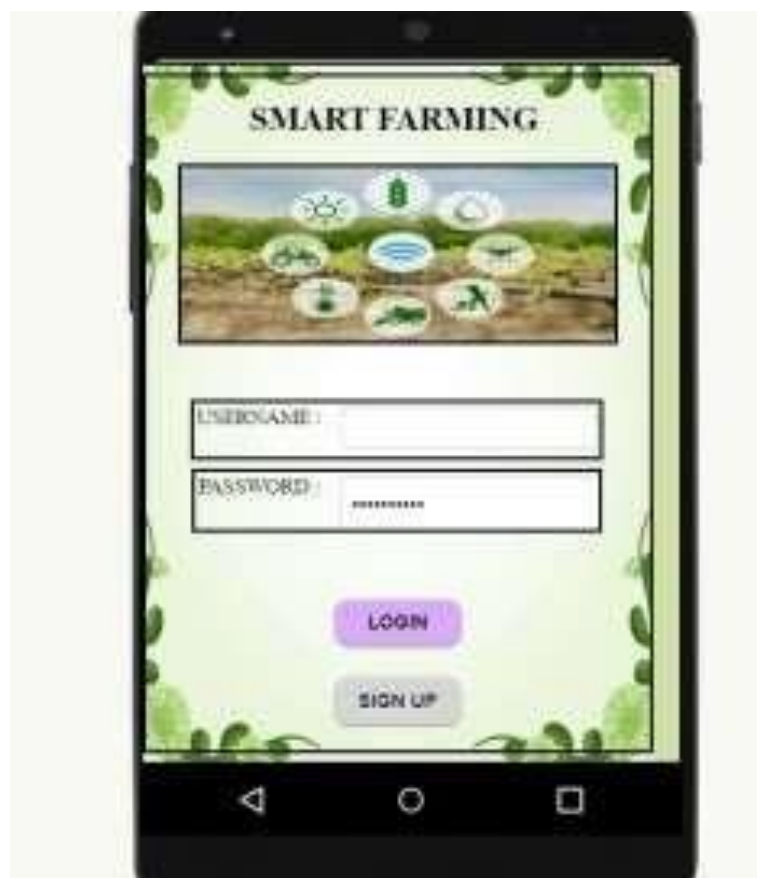 SMART FARMING
USERNAME :
PASSWORD :
••••••••••
LOGIN
SIGN UP